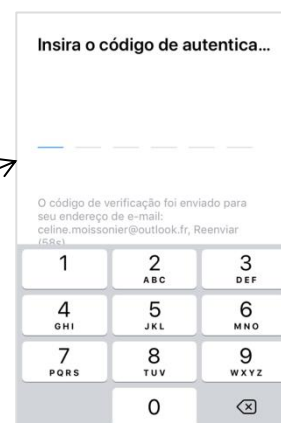 Insira o código de autentica...
O código de verificação foi enviado para
seu endereço de e-mail:
celine.moissonier@outlook.fr, Reenviar
(58s)
1 2 3
ABC DEF
4 5 6
GHI JKL MNO
7 8 9
PQRS TUV WXYZ
0